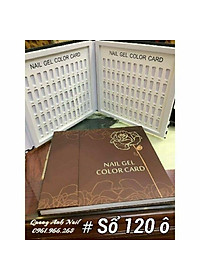 NAIL GEL COLOR CARD
NAIL GEL COLOR CARD
NAIL GEL
COLOR CARD
Quang Anh Nail
0961.966.268
# Sổ 120 ô